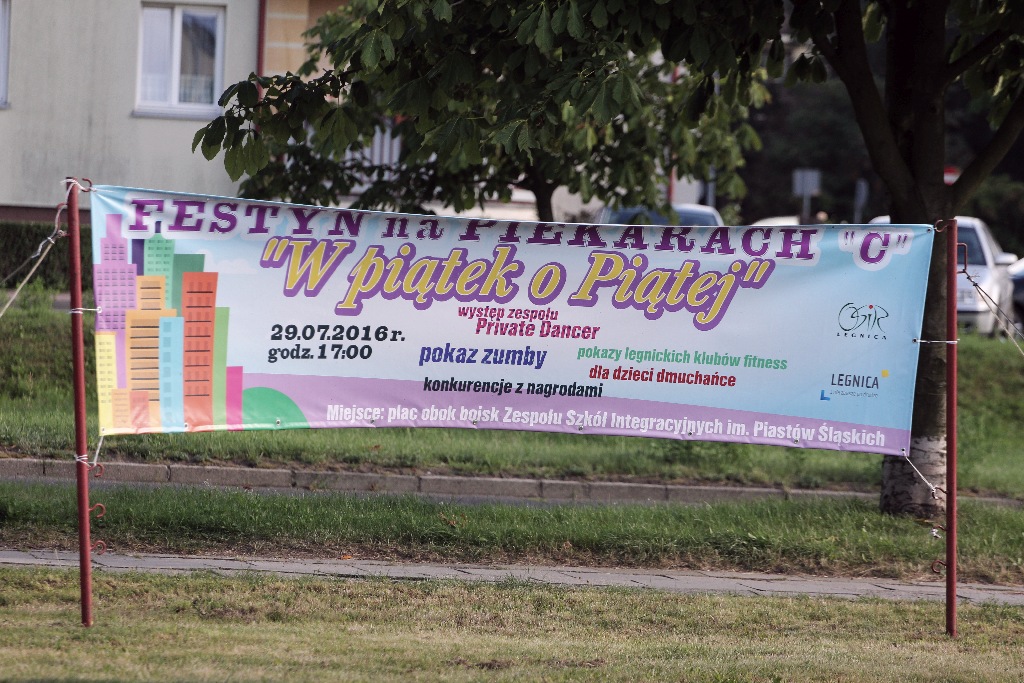 FESTYN na PIEKARACH "C"
"W piątek o Piątej"
występ zespołu
Private Dancer
29.07.2016 r.
godz. 17:00
pokaz zumby
pokazy legnickich klubów fitness
dla dzieci dmuchańce
konkurencje z nagrodami
Miejsce: plac obok boisk Zespołu Szkół Integracyjnych im. Piastów Śląskich
OSiR
LEGNICA
LEGNICA